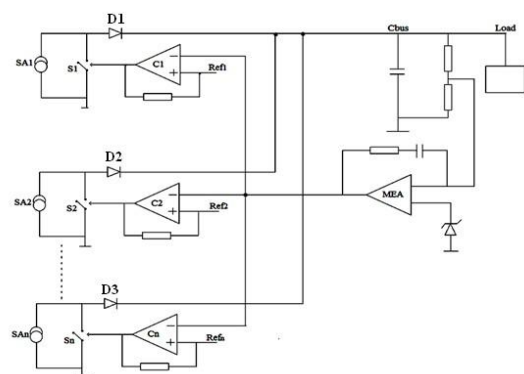 D1
Cbus
Load
SA1
S1
C1
Ref1
D2
SA2
S2
C2
Ref2
MEA
D3
SAn
Sn
Cn
Refn